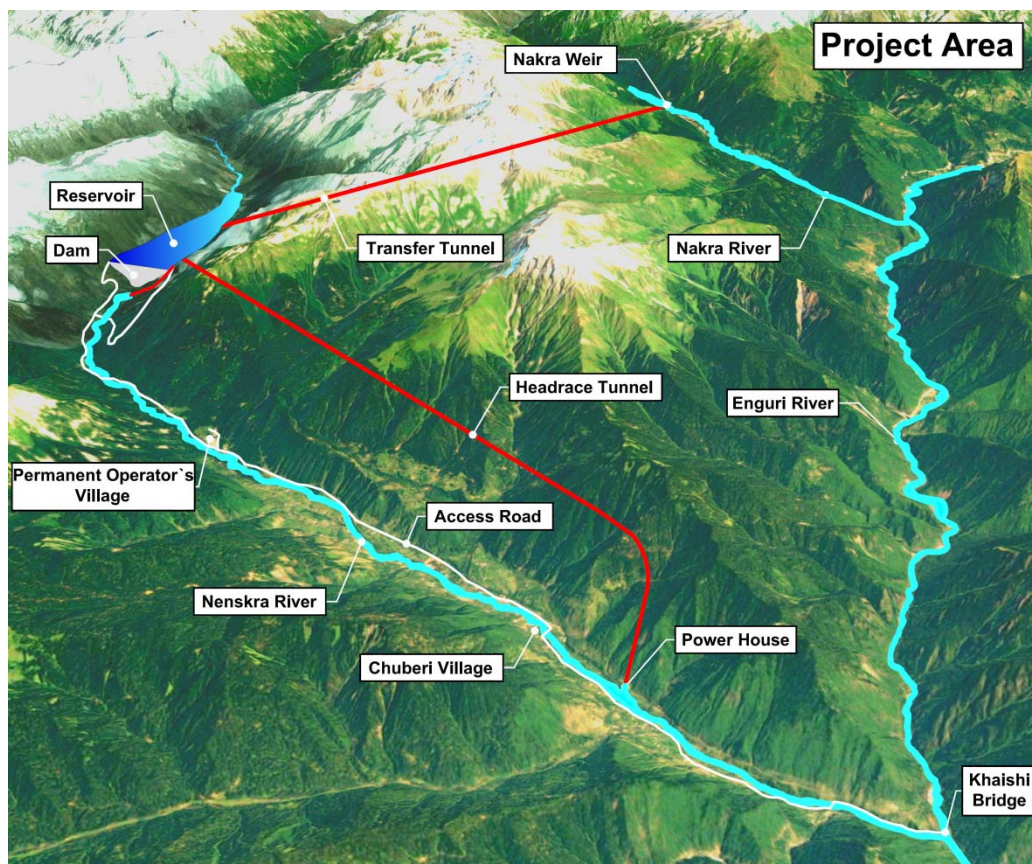 Project Area
Nakra Weir
Reservoir
Dam
Transfer Tunnel
Nakra River
Headrace Tunnel
Enguri River
Permanent Operator`s
Village
Access Road
Nenskra River
Chuberi Village
Power House
Khaishi
Bridge